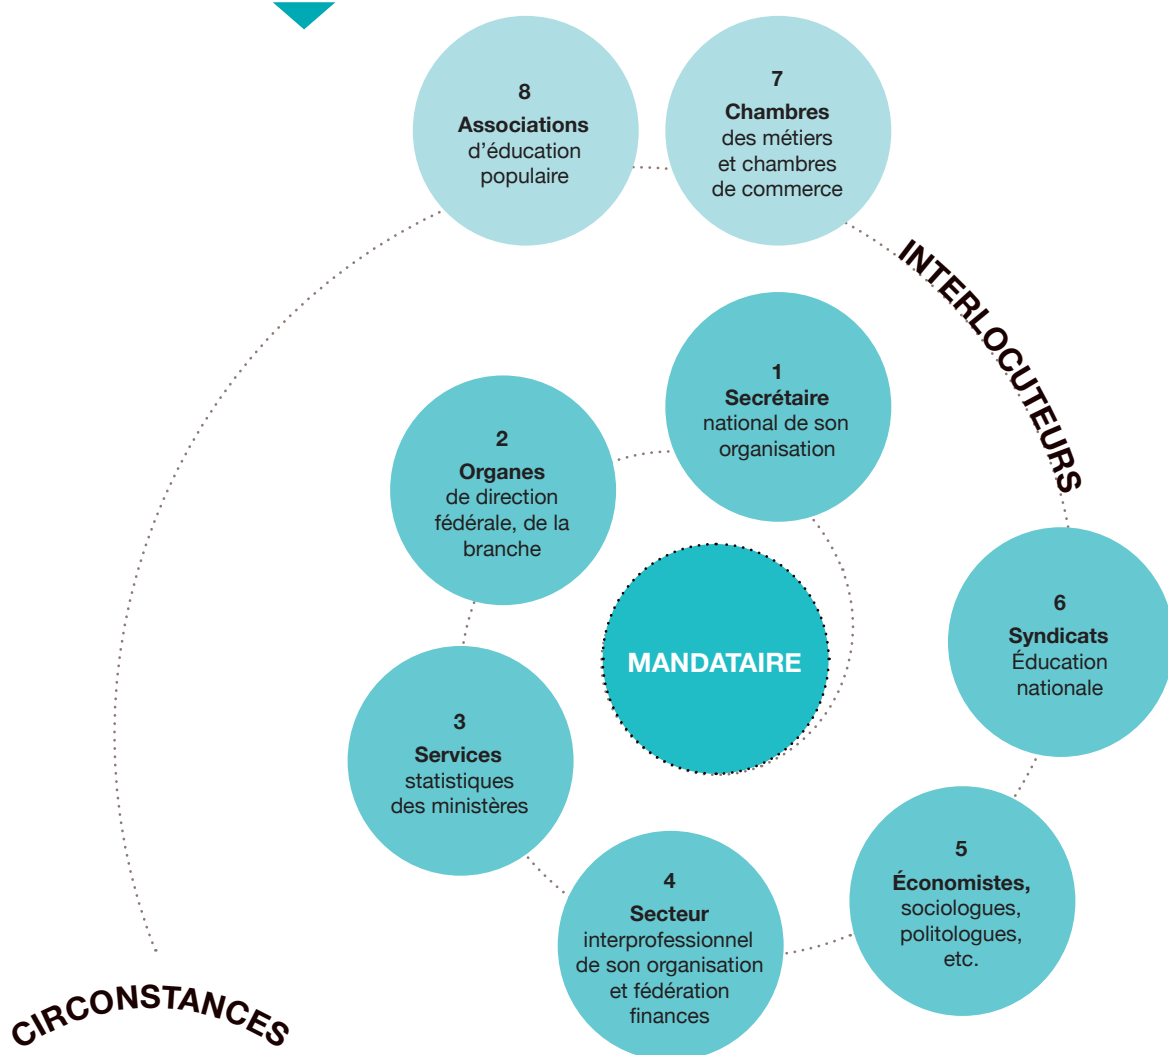 8
Associations
d’éducation
populaire
7
Chambres
des métiers
et chambres
de commerce
INTERLOCUTEURS
1
Secrétaire
national de son
organisation
2
Organes
de direction
fédérale, de la
branche
MANDATAIRE
6
Syndicats
Éducation
nationale
3
Services
statistiques
des ministères
5
Économistes,
sociologues,
politologues,
etc.
4
Secteur
interprofessionnel
de son organisation
et fédération
finances
CIRCONSTANCES